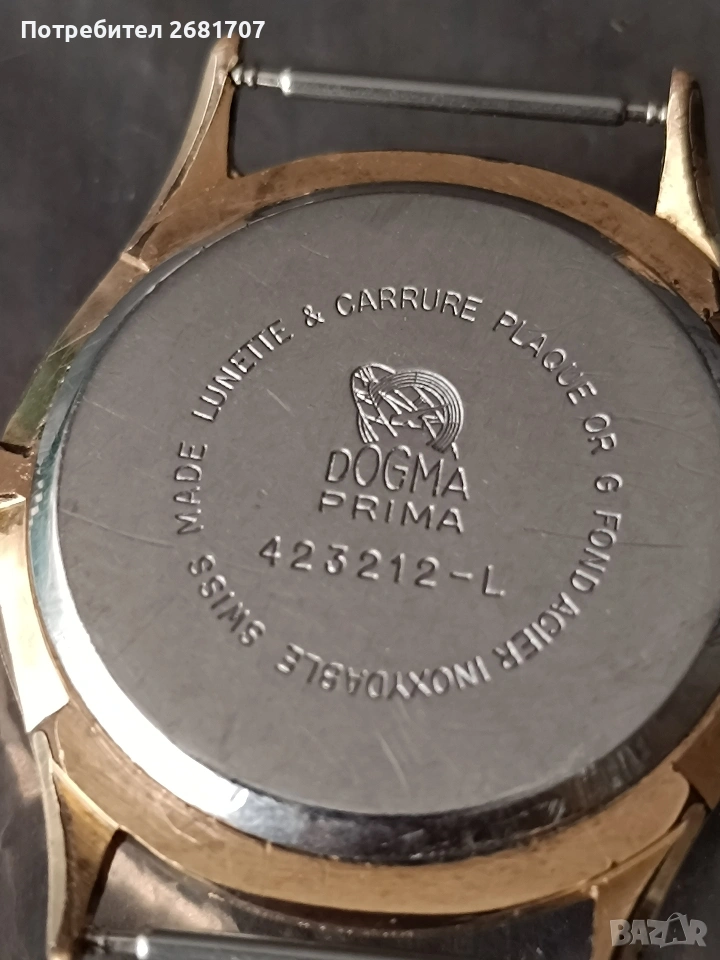 Потребител 2681707
SWISS MADE LUNETTE & CARRURE PLAQUE OR G FOND ACIER INOXYDABLE
DOGMA
PRIMA
423212-L
BAZAR